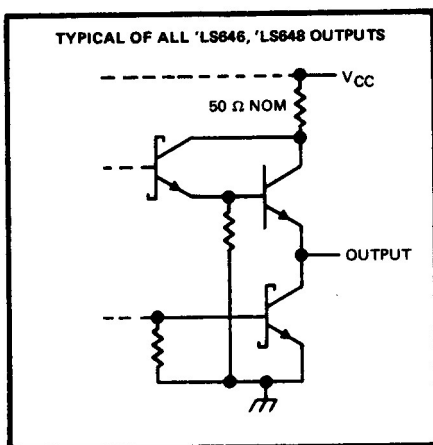 TYPICAL OF ALL 'LS646, 'LS648 OUTPUTS
VCC
50 Ω NOM
OUTPUT